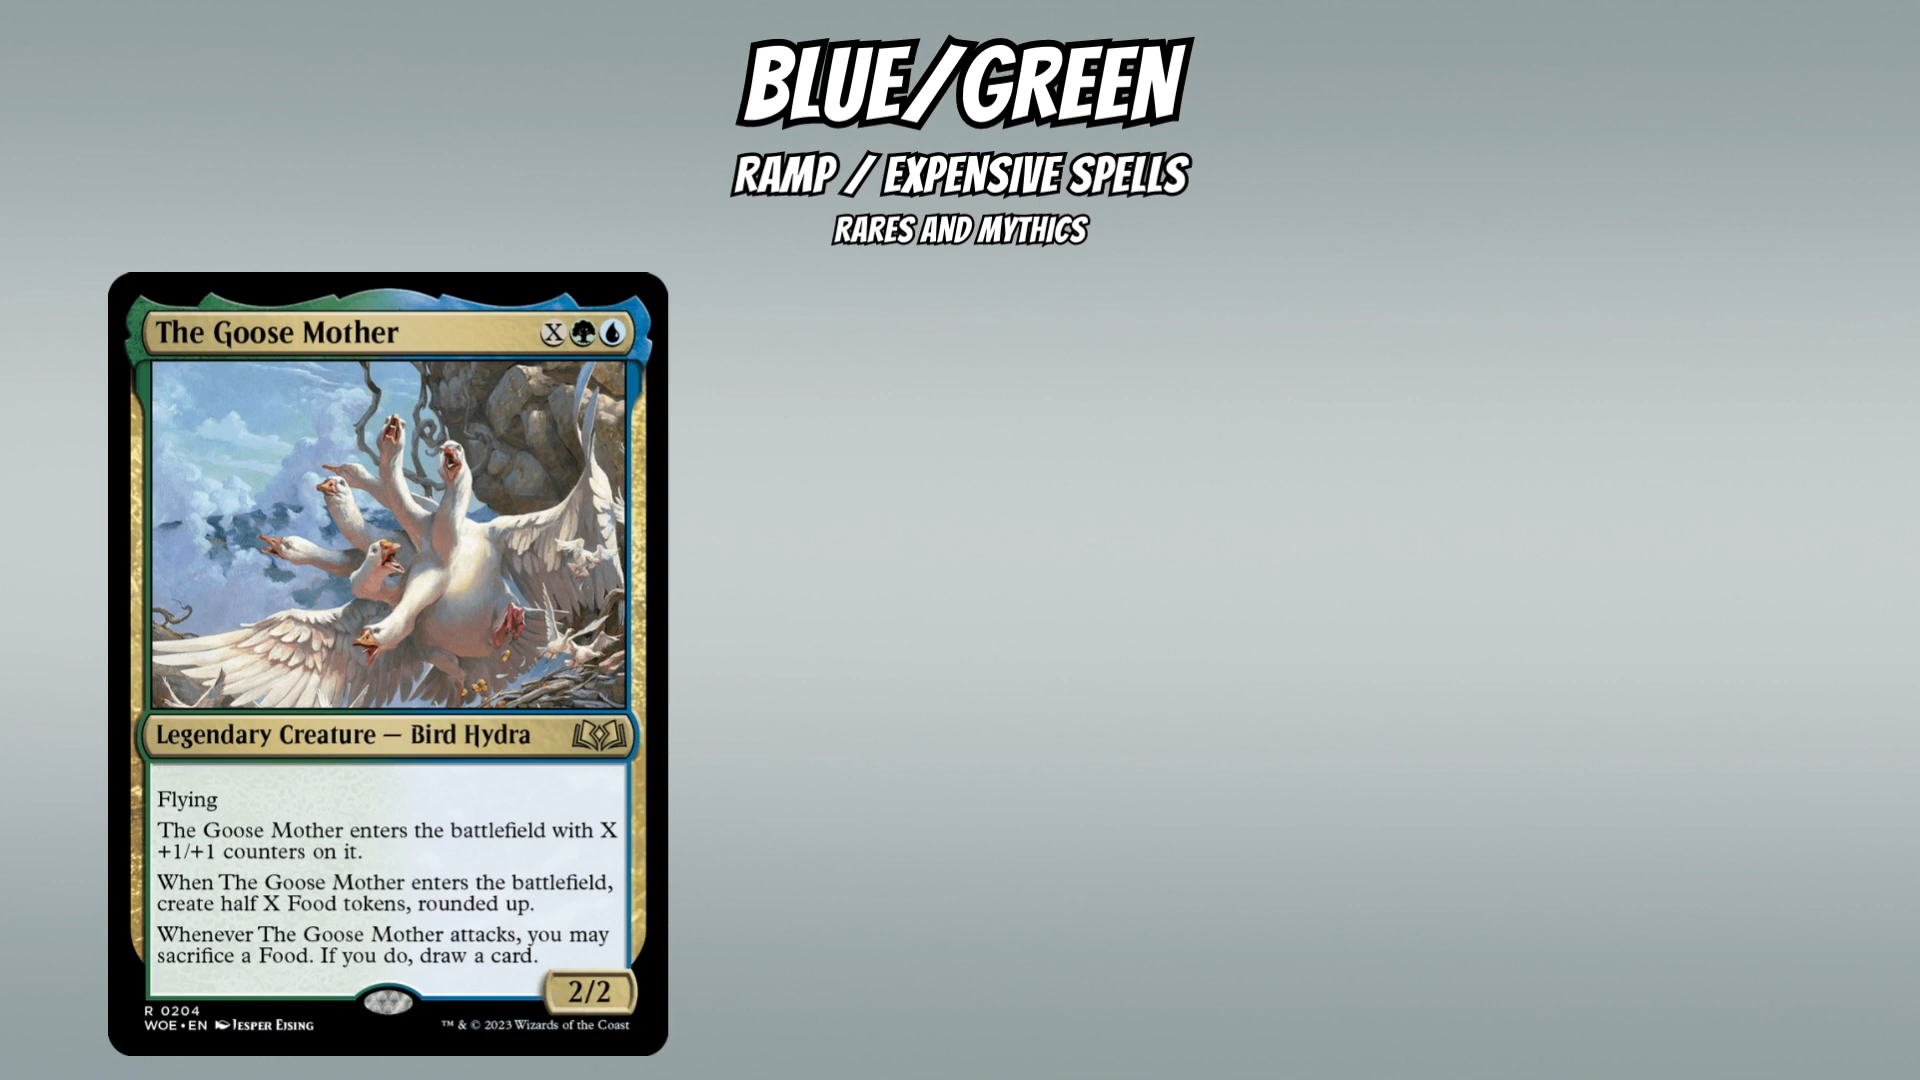 BLUE/GREEN
RAMP / EXPENSIVE SPELLS
RARES AND MYTHICS
The Goose Mother X
Legendary Creature — Bird Hydra
Flying
The Goose Mother enters the battlefield with X
+1/+1 counters on it.
When The Goose Mother enters the battlefield,
create half X Food tokens, rounded up.
Whenever The Goose Mother attacks, you may
sacrifice a Food. If you do, draw a card.
2/2
R 0204
WOE • EN JESPER EJSING
™ & © 2023 Wizards of the Coast